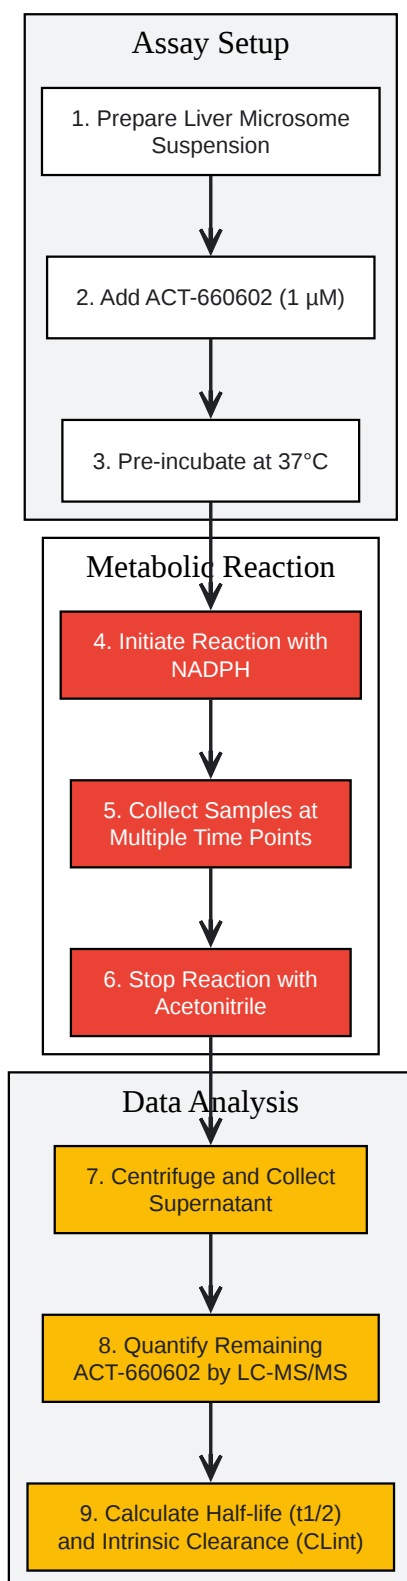 Assay Setup
1. Prepare Liver Microsome
Suspension
2. Add ACT-660602 (1 µM)
3. Pre-incubate at 37°C
Metabolic Reaction
4. Initiate Reaction with
NADPH
5. Collect Samples at
Multiple Time Points
6. Stop Reaction with
Acetonitrile
Data Analysis
7. Centrifuge and Collect
Supernatant
8. Quantify Remaining
ACT-660602 by LC-MS/MS
9. Calculate Half-life (t1/2)
and Intrinsic Clearance (CLint)